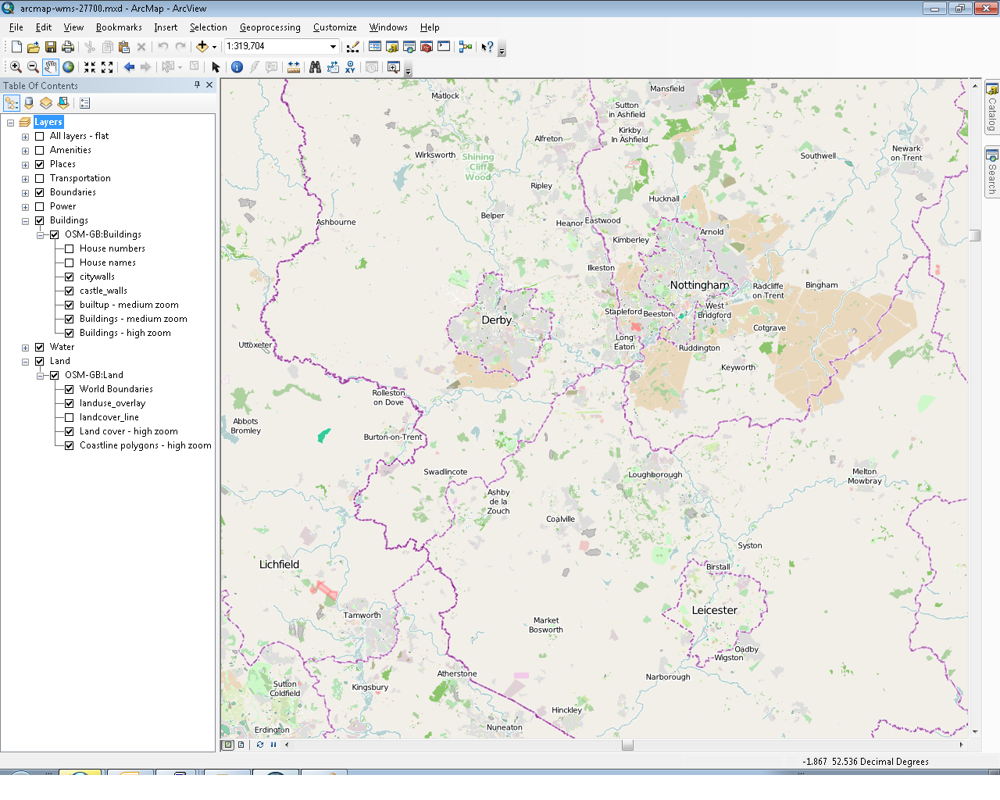 arcmap-wms-27700.mxd - ArcMap - ArcView
File Edit View Bookmarks Insert Selection Geoprocessing Customize Windows Help
1:319,704
Table Of Contents
Layers
All layers - flat
Amenities
Places
Transportation
Boundaries
Power
Buildings
OSM-GB:Buildings
House numbers
House names
citywalls
castle_walls
builtup - medium zoom
Buildings - medium zoom
Buildings - high zoom
Water
Land
OSM-GB:Land
World Boundaries
landuse_overlay
landcover_line
Land cover - high zoom
Coastline polygons - high zoom
Matlock
Mansfield
Sutton
in Ashfield
Kirkby
In Ashfield
Alfreton
Wirksworth
Shining
Cliff
Wood
Southwell
Newark
on Trent
Ripley
Hucknall
Belper
Ashbourne
Heanor
Eastwood
Kimberley
Arnold
Ilkeston
Nottingham
Radcliffe
on Trent
Bingham
Derby
Stapleford
Beeston
West
Bridgford
Cotgrave
Uttoxeter
Long
Eaton
Ruddington
Keyworth
Rolleston
on Dove
Abbots
Bromley
Burton-on-Trent
Swadlincote
Loughborough
Melton
Mowbray
Ashby
de la
Zouch
Coalville
Syston
Lichfield
Birstall
Leicester
Tamworth
Market
Bosworth
Oadby
Wigston
Atherstone
Narborough
Sutton
Coldfield
Kingsbury
Hinckley
Erdington
Nuneaton
Catalog
Search
-1.867 52.536 Decimal Degrees